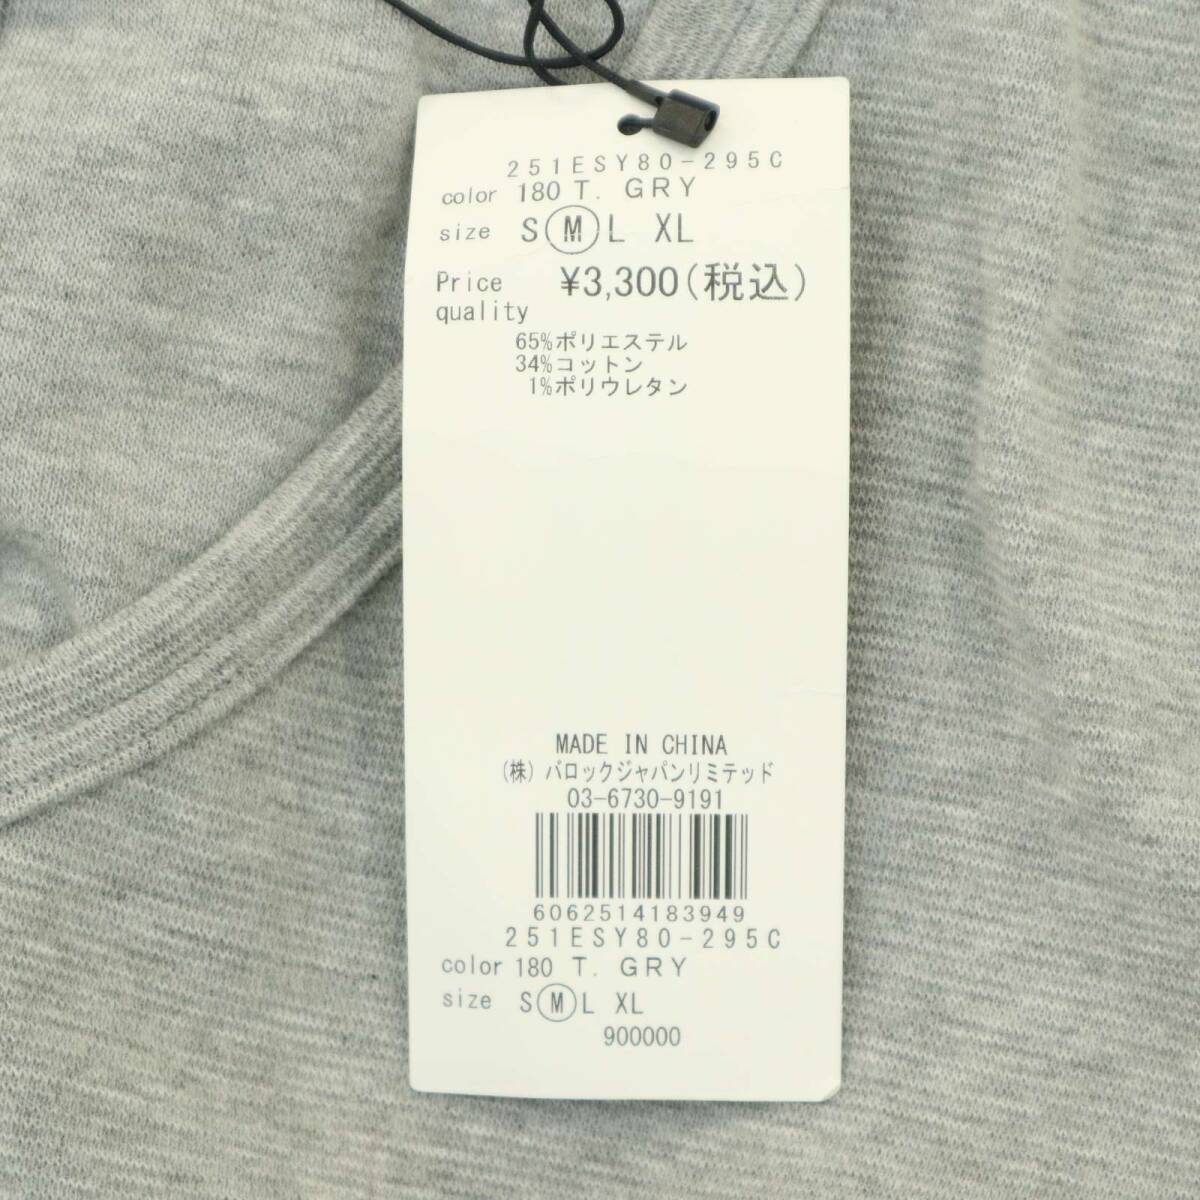 251ESY80-295C
color 180 T. GRY
size S M L XL
Price ¥3,300(税込)
quality
65%ポリエステル
34%コットン
1%ポリウレタン
MADE IN CHINA
(株)バロックジャパンリミテッド
03-6730-9191
6062514183949
251ESY80-295C
color 180 T. GRY
size S M L XL
900000